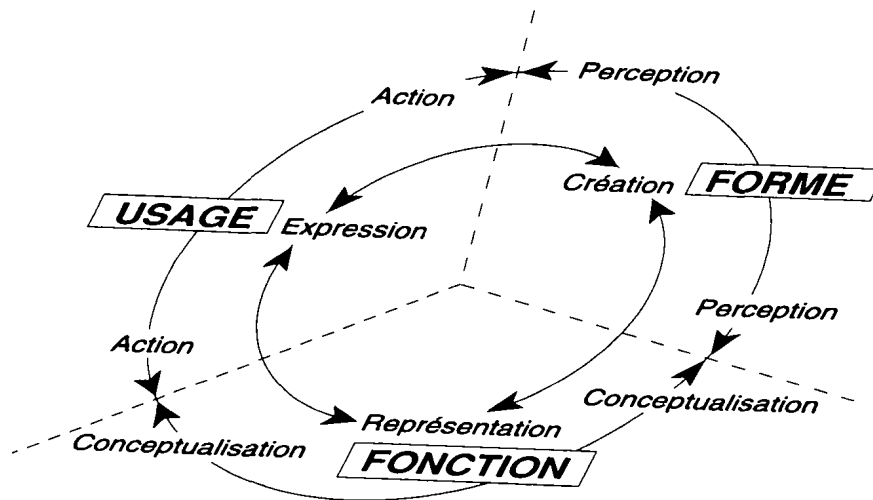 Perception
Action
Création
FORME
USAGE
Expression
Perception
Action
Conceptualisation
Représentation
Conceptualisation
FONCTION